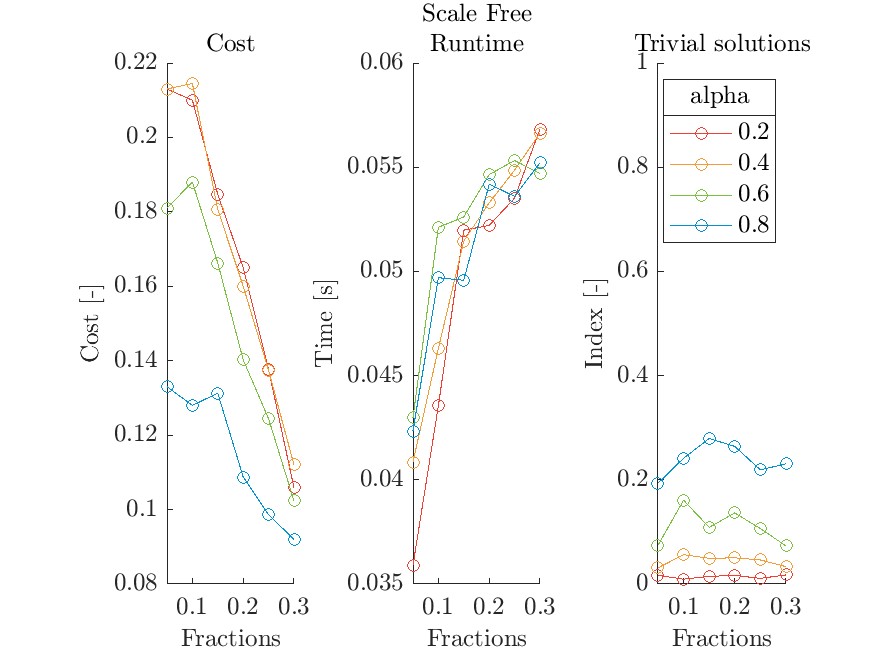 Scale Free
Cost
Runtime
Trivial solutions
0.22
0.2
0.18
0.16
0.14
0.12
0.1
0.08
Cost [-]
0.1 0.2 0.3
Fractions
0.06
0.055
0.05
0.045
0.04
0.035
Time [s]
0.1 0.2 0.3
Fractions
1
0.8
0.6
0.4
0.2
0
Index [-]
0.1 0.2 0.3
Fractions
alpha
0.2
0.4
0.6
0.8